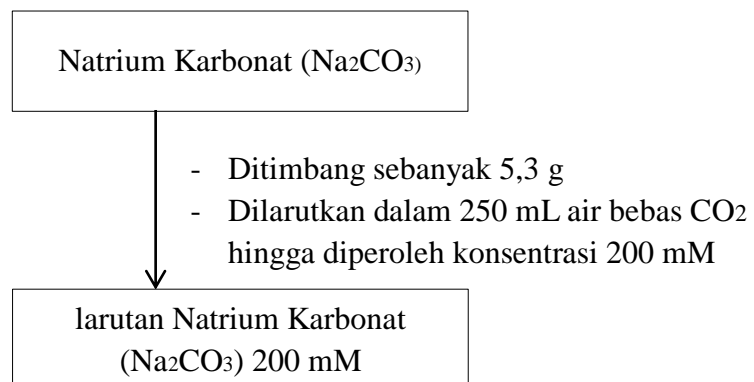 Natrium Karbonat (Na2CO3)
- Ditimbang sebanyak 5,3 g
- Dilarutkan dalam 250 mL air bebas CO2
hingga diperoleh konsentrasi 200 mM
larutan Natrium Karbonat
(Na2CO3) 200 mM